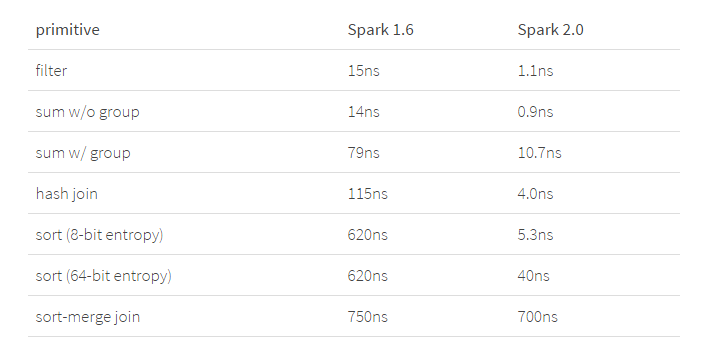 primitive Spark 1.6 Spark 2.0
filter 15ns 1.1ns
sum w/o group 14ns 0.9ns
sum w/ group 79ns 10.7ns
hash join 115ns 4.0ns
sort (8-bit entropy) 620ns 5.3ns
sort (64-bit entropy) 620ns 40ns
sort-merge join 750ns 700ns